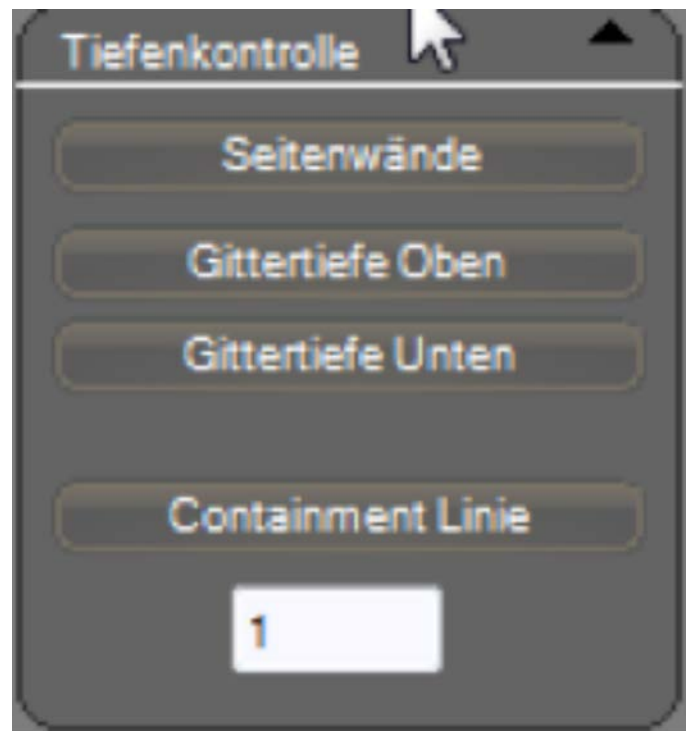 Tiefenkontrolle
Seitenwände
Gittertiefe Oben
Gittertiefe Unten
Containment Linie
1